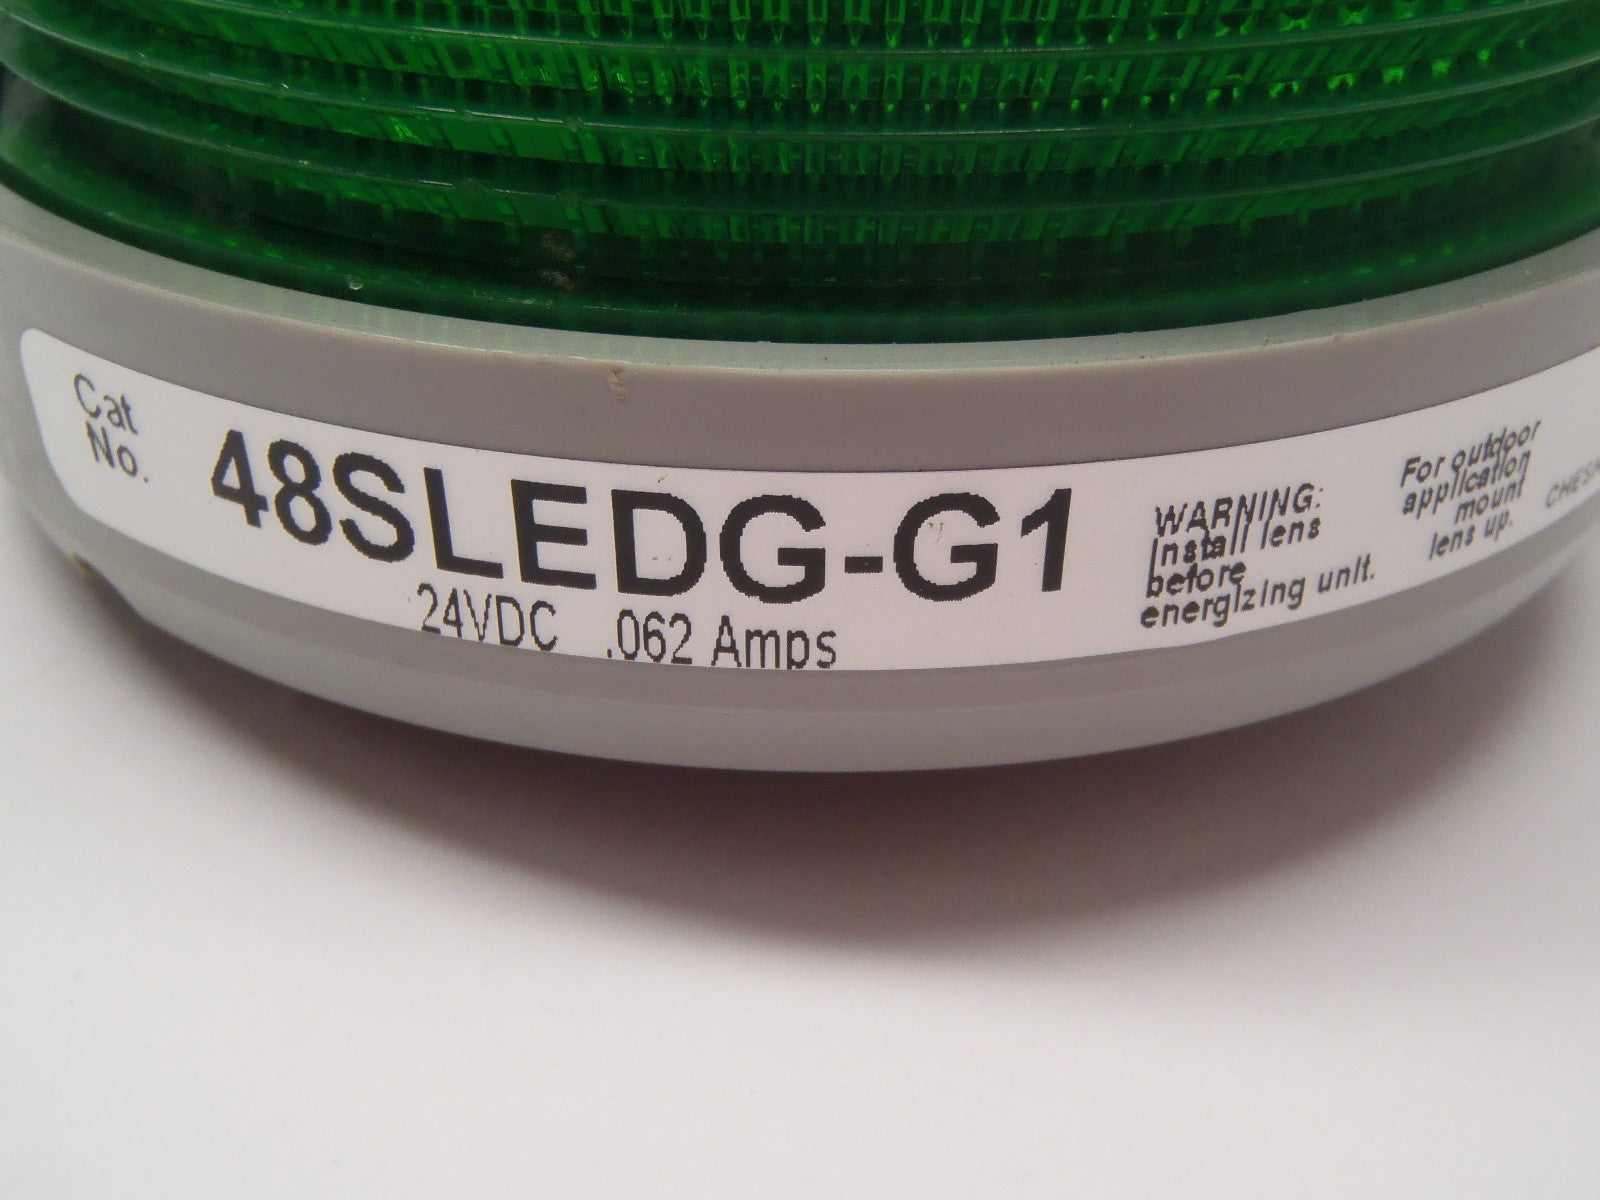 Cat
No.
48SLEDG-G1
24VDC .062 Amps
WARNING:
Install lens
before
energizing unit.
For outdoor
application
mount
lens up.